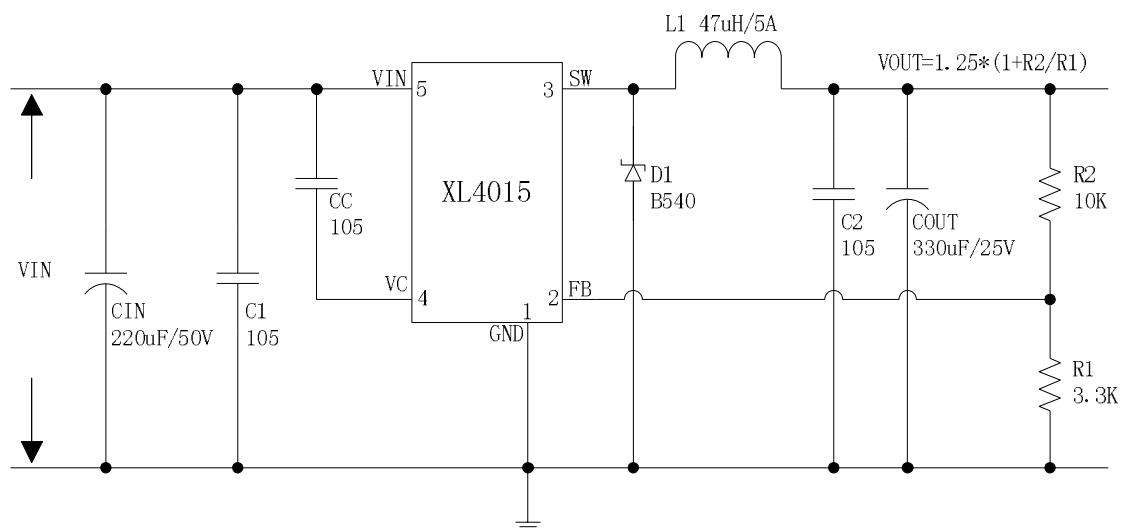 L1 47uH/5A
VOUT=1.25*(1+R2/R1)
VIN
5
3
SW
XL4015
CC
105
D1
B540
R2
10K
C2
105
COUT
330uF/25V
VIN
VC
4
2
FB
1
GND
CIN
220uF/50V
C1
105
R1
3.3K